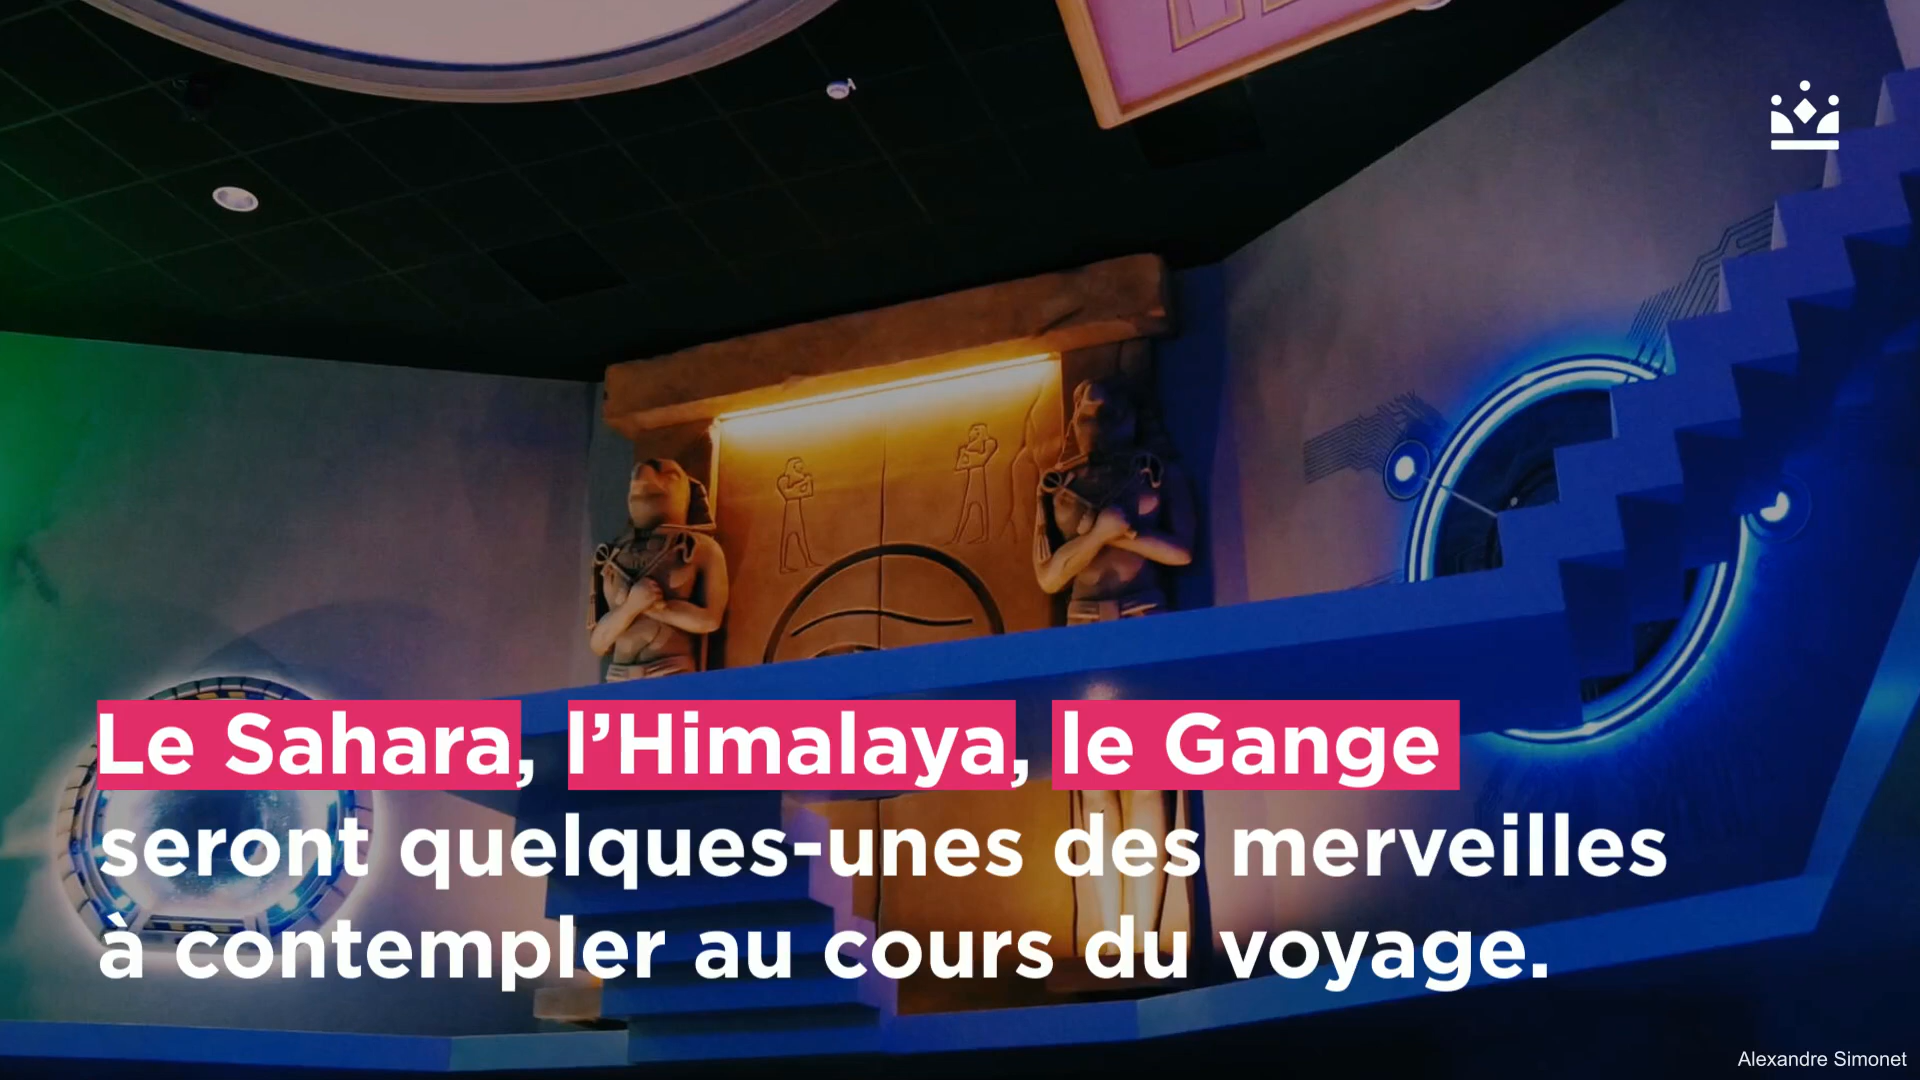 Le Sahara, l’Himalaya, le Gange
seront quelques-unes des merveilles
à contempler au cours du voyage.
Alexandre Simonet